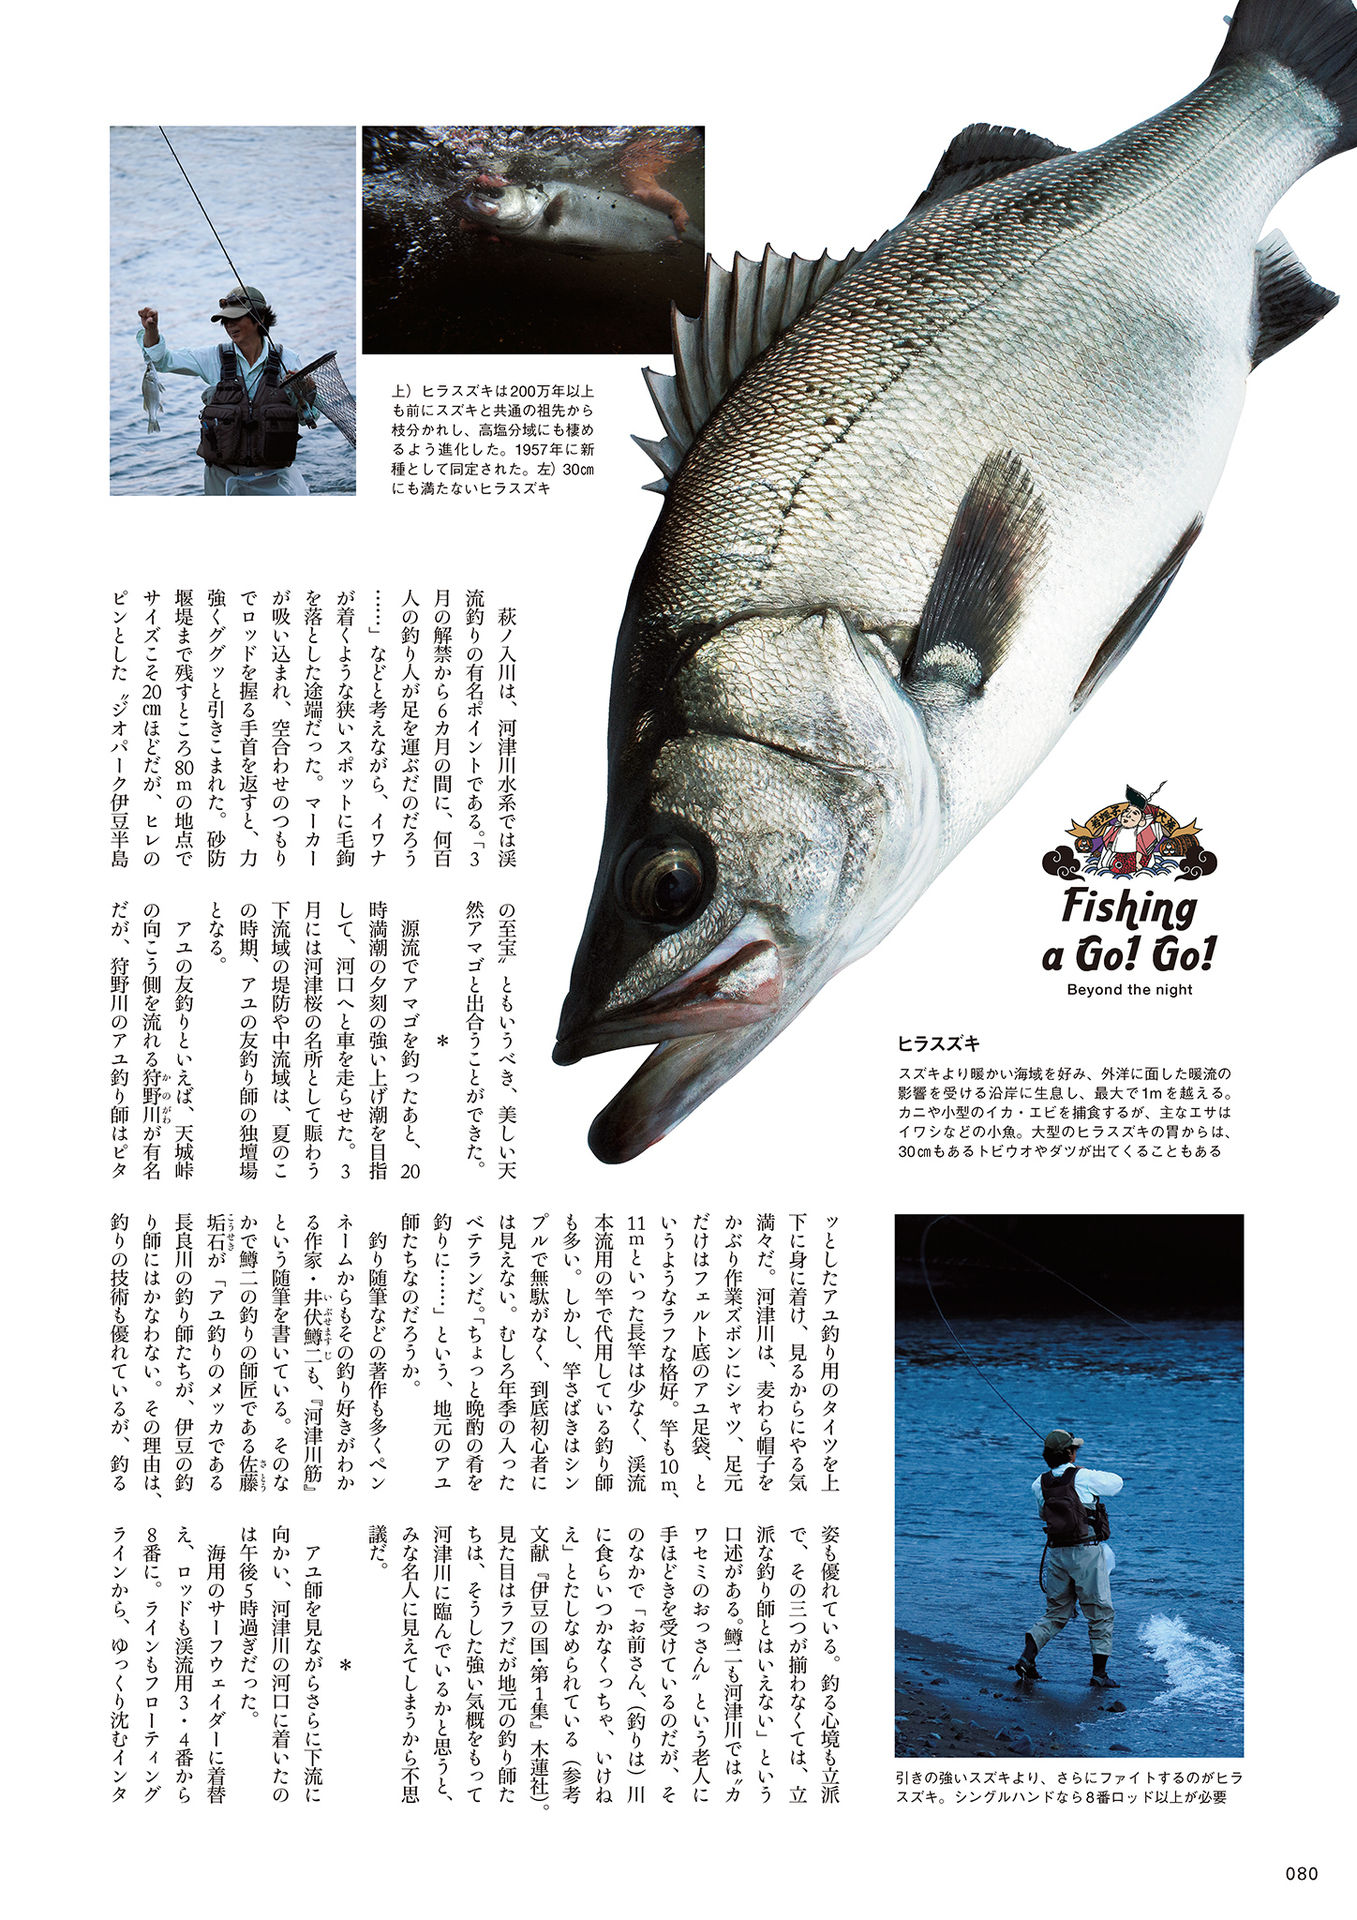 上）ヒラスズキは200万年以上
も前にスズキと共通の祖先から
枝分かれし、高塩分域にも棲め
るよう進化した。1957年に新
種として同定された。左）30㎝
にも満たないヒラスズキ
Fishing
a Go! Go!
Beyond the night
ヒラスズキ
スズキより暖かい海域を好み、外洋に面した暖流の
影響を受ける沿岸に生息し、最大で1mを越える。
カニや小型のイカ・エビを捕食するが、主なエサは
イワシなどの小魚。大型のヒラスズキの胃からは、
30㎝もあるトビウオやダツが出てくることもある
萩ノ入川は、河津川水系では渓
流釣りの有名ポイントである。「3
月の解禁から6カ月の間に、何百
人の釣り人が足を運ぶだのだろう
……」などと考えながら、イワナ
が着くような狭いスポットに毛鉤
を落とした途端だった。マーカー
が吸い込まれ、空合わせのつもり
でロッドを握る手首を返すと、力
強くググッと引きこまれた。砂防
堰堤まで残すところ80mの地点で
サイズこそ20㎝ほどだが、ヒレの
ピンとした〝ジオパーク伊豆半島
の至宝〟ともいうべき、美しい天
然アマゴと出合うことができた。
＊
源流でアマゴを釣ったあと、20
時満潮の夕刻の強い上げ潮を目指
して、河口へと車を走らせた。3
月には河津桜の名所として賑わう
下流域の堤防や中流域は、夏のこ
の時期、アユの友釣り師の独壇場
となる。
アユの友釣りといえば、天城峠
の向こう側を流れる狩野川（かのがわ）が有名
だが、狩野川のアユ釣り師はピタ
ッとしたアユ釣り用のタイツを上
下に身に着け、見るからにやる気
満々だ。河津川は、麦わら帽子を
かぶり作業ズボンにシャツ、足元
だけはフェルト底のアユ足袋、と
いうようなラフな格好。竿も10m、
11mといった長竿は少なく、渓流
本流用の竿で代用している釣り師
も多い。しかし、竿さばきはシン
プルで無駄がなく、到底初心者に
は見えない。むしろ年季の入った
ベテランだ。「ちょっと晩酌の肴を
釣りに……」という、地元のアユ
師たちなのだろうか。
釣り随筆などの著作も多くペン
ネームからもその釣り好きがわか
る作家・井伏鱒二（いぶせますじ）も、『河津川筋』
という随筆を書いている。そのな
かで鱒二の釣りの師匠である佐藤（さとう）
垢石（こうせき）が「アユ釣りのメッカである
長良川の釣り師たちが、伊豆の釣
り師にはかなわない。その理由は、
釣りの技術も優れているが、釣る
姿も優れている。釣る心境も立派
で、その三つが揃わなくては、立
派な釣り師とはいえない」という
口述がある。鱒二も河津川では〝カ
ワセミのおっさん〟という老人に
手ほどきを受けているのだが、そ
のなかで「お前さん、（釣りは）川
に食らいつかなくっちゃ、いけね
え」とたしなめられている（参考
文献『伊豆の国・第1集』木蓮社）。
見た目はラフだが地元の釣り師た
ちは、そうした強い気概をもって
河津川に臨んでいるかと思うと、
みな名人に見えてしまうから不思
議だ。
＊
アユ師を見ながらさらに下流に
向かい、河津川の河口に着いたの
は午後5時過ぎだった。
海用のサーフウェイダーに着替
え、ロッドも渓流用3・4番から
8番に。ラインもフローティング
ラインから、ゆっくり沈むインタ
引きの強いスズキより、さらにファイトするのがヒラ
スズキ。シングルハンドなら8番ロッド以上が必要
080